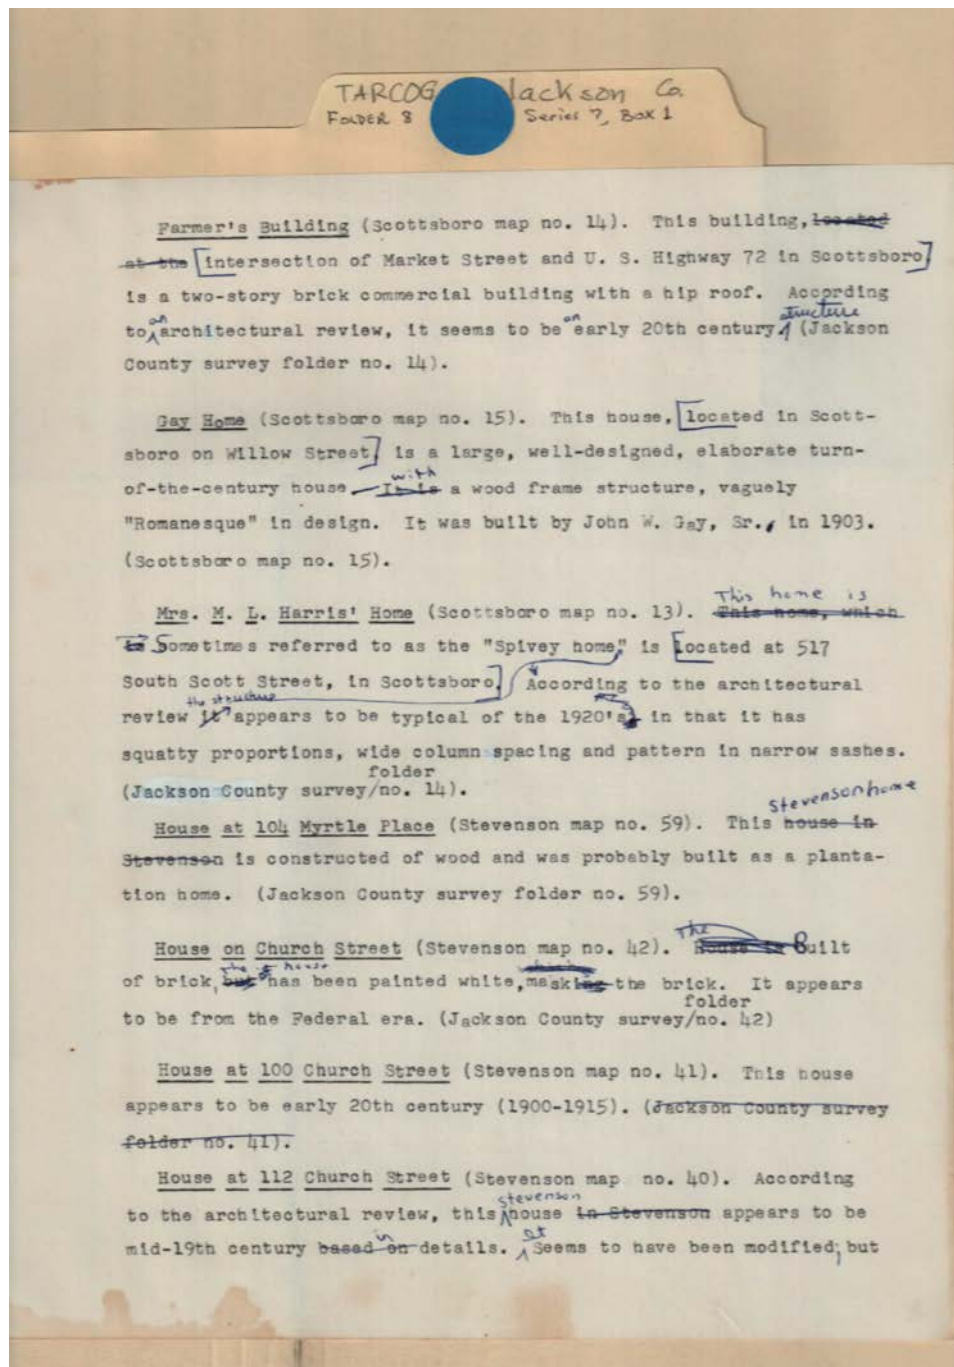 TARCOG Jackson Co.
FOLDER 8 Series 7, Box 1
Farmer's Building (Scottsboro map no. 14). This building, located
at the intersection of Market Street and U. S. Highway 72 in Scottsboro
is a two-story brick commercial building with a hip roof. According
an an structure
to architectural review, it seems to be early 20th century. (Jackson
County survey folder no. 14).
Gay Home (Scottsboro map no. 15). This house, located in Scott-
sboro on Willow Street, is a large, well-designed, elaborate turn-
with
of-the-century house. It is a wood frame structure, vaguely
"Romanesque" in design. It was built by John W. Gay, Sr., in 1903.
(Scottsboro map no. 15).
This home is
Mrs. M. L. Harris' Home (Scottsboro map no. 13). This home, which
is Sometimes referred to as the "Spivey home," is located at 517
South Scott Street, in Scottsboro. According to the architectural
the structure
review it appears to be typical of the 1920's in that it has
squatty proportions, wide column spacing and pattern in narrow sashes.
folder
(Jackson County survey/no. 14).
Stevenson home
House at 104 Myrtle Place (Stevenson map no. 59). This house in
Stevenson is constructed of wood and was probably built as a planta-
tion home. (Jackson County survey folder no. 59).
The
House on Church Street (Stevenson map no. 42). House is Built
the house
of brick, but has been painted white, masking the brick. It appears
folder
to be from the Federal era. (Jackson County survey/no. 42)
House at 100 Church Street (Stevenson map no. 41). This house
appears to be early 20th century (1900-1915). (Jackson County survey
folder no. 41).
House at 112 Church Street (Stevenson map no. 40). According
stevenson
to the architectural review, this house in Stevenson appears to be
in It
mid-19th century based on details. Seems to have been modified, but